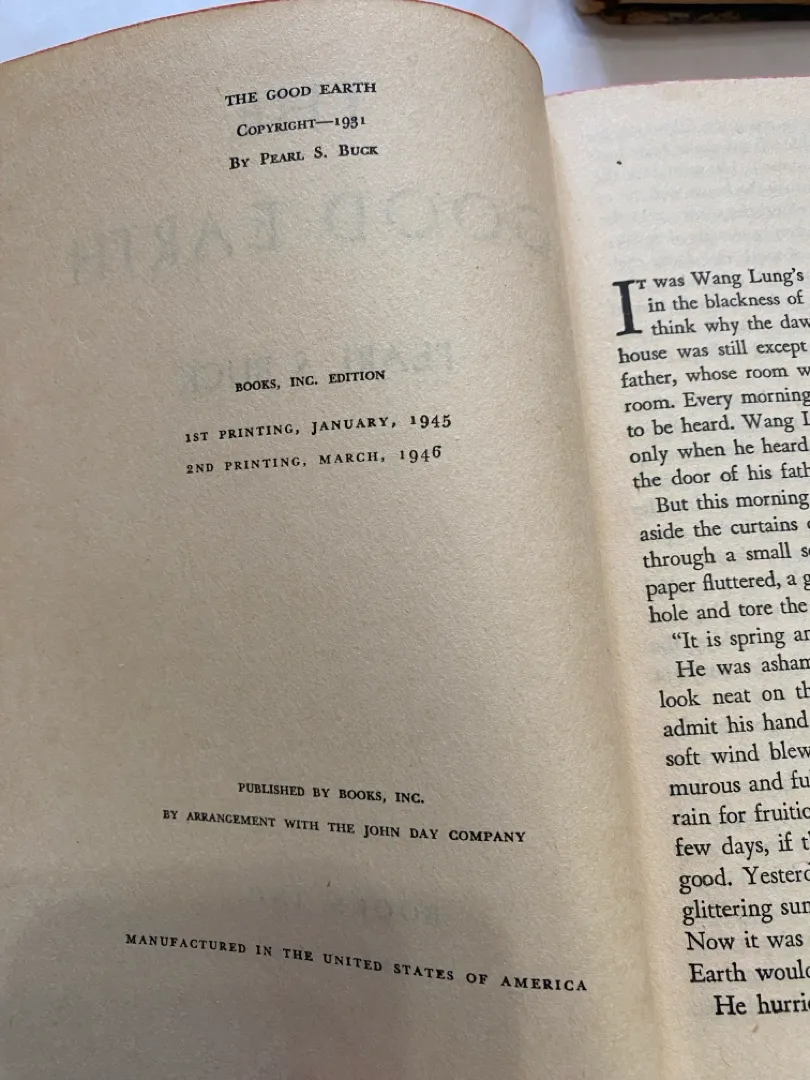 THE GOOD EARTH
COPYRIGHT—1931
BY PEARL S. BUCK
GOOD EARTH
PEARL S. BUCK
BOOKS, INC. EDITION
1ST PRINTING, JANUARY, 1945
2ND PRINTING, MARCH, 1946
PUBLISHED BY BOOKS, INC.
BY ARRANGEMENT WITH THE JOHN DAY COMPANY
MANUFACTURED IN THE UNITED STATES OF AMERICA
IT was Wang Lung's
in the blackness of
think why the daw
house was still except
father, whose room w
room. Every morning
to be heard. Wang L
only when he heard
the door of his fath
But this morning
aside the curtains
through a small s
paper fluttered, a g
hole and tore the
"It is spring an
He was asham
look neat on th
admit his hand
soft wind blew
murous and fu
rain for fruitio
few days, if t
good. Yesterd
glittering sun
Now it was
Earth would
He hurri